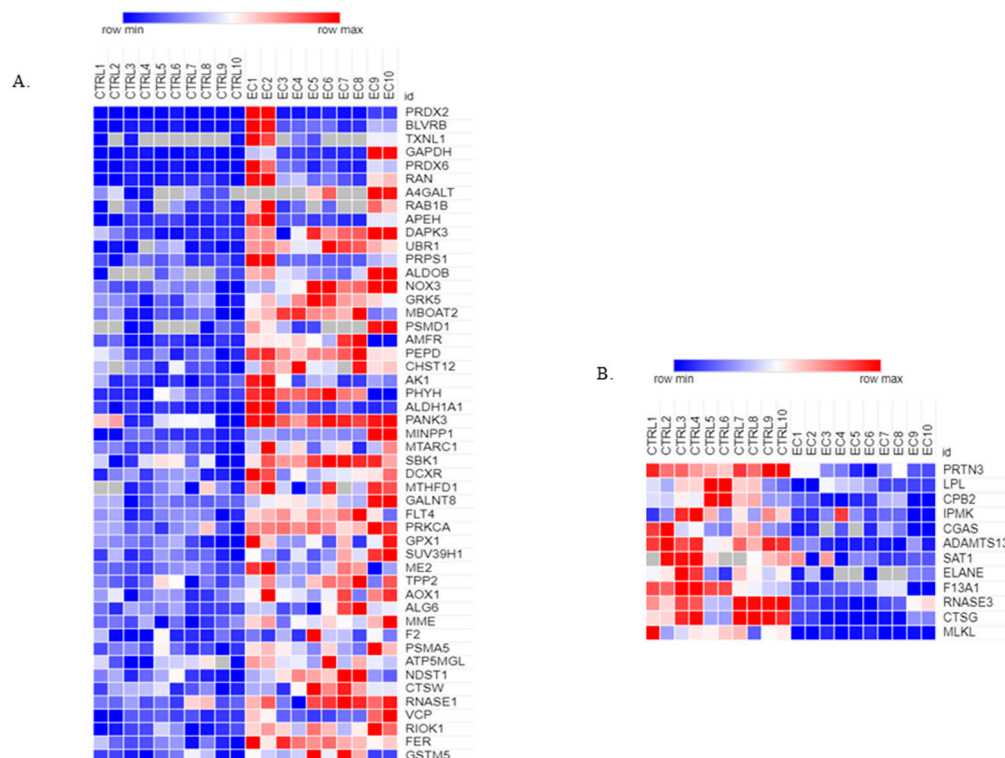 row min row max
A.
CTRL1 CTRL2 CTRL3 CTRL4 CTRL5 CTRL6 CTRL7 CTRL8 CTRL9 CTRL10 EC1 EC2 EC3 EC4 EC5 EC6 EC7 EC8 EC9 EC10 id
PRDX2
BLVRB
TXNL1
GAPDH
PRDX6
RAN
A4GALT
RAB1B
APEH
DAPK3
UBR1
PRPS1
ALDOB
NOX3
GRK5
MBOAT2
PSMD1
AMFR
PEPD
CHST12
AK1
PHYH
ALDH1A1
PANK3
MINPP1
MTARC1
SBK1
DCXR
MTHFD1
GALNT8
FLT4
PRKCA
GPX1
SUV39H1
ME2
TPP2
AOX1
ALG6
MME
F2
PSMA5
ATP5MGL
NDST1
CTSW
RNASE1
VCP
RIOK1
FER
GSTM5
B.
row min row max
CTRL1 CTRL2 CTRL3 CTRL4 CTRL5 CTRL6 CTRL7 CTRL8 CTRL9 CTRL10 EC1 EC2 EC3 EC4 EC5 EC6 EC7 EC8 EC9 EC10 id
PRTN3
LPL
CPB2
IPMK
CGAS
ADAMTS13
SAT1
ELANE
F13A1
RNASE3
CTSG
MLKL